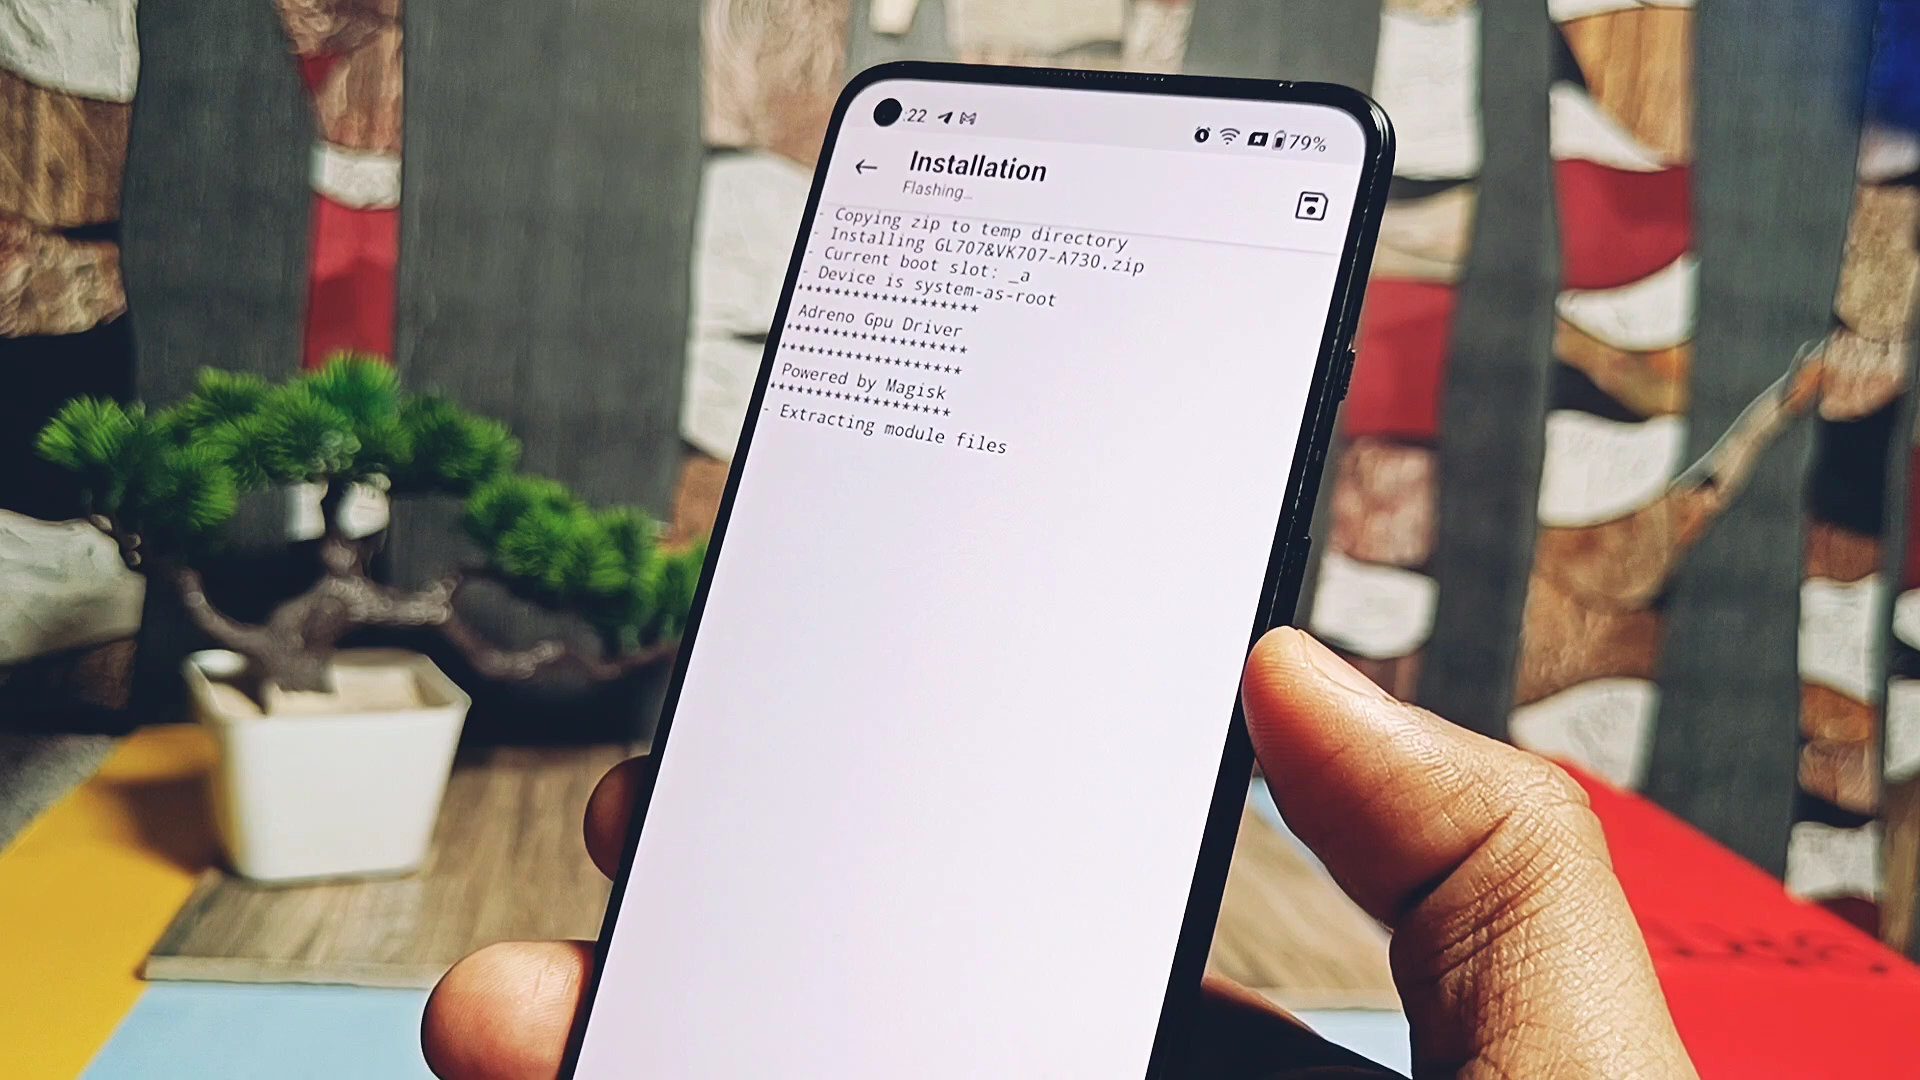 :22 79%
Installation
Flashing...
- Copying zip to temp directory
- Installing GL707&VK707-A730.zip
- Current boot slot: _a
- Device is system-as-root
******************
Adreno Gpu Driver
******************
******************
Powered by Magisk
******************
- Extracting module files